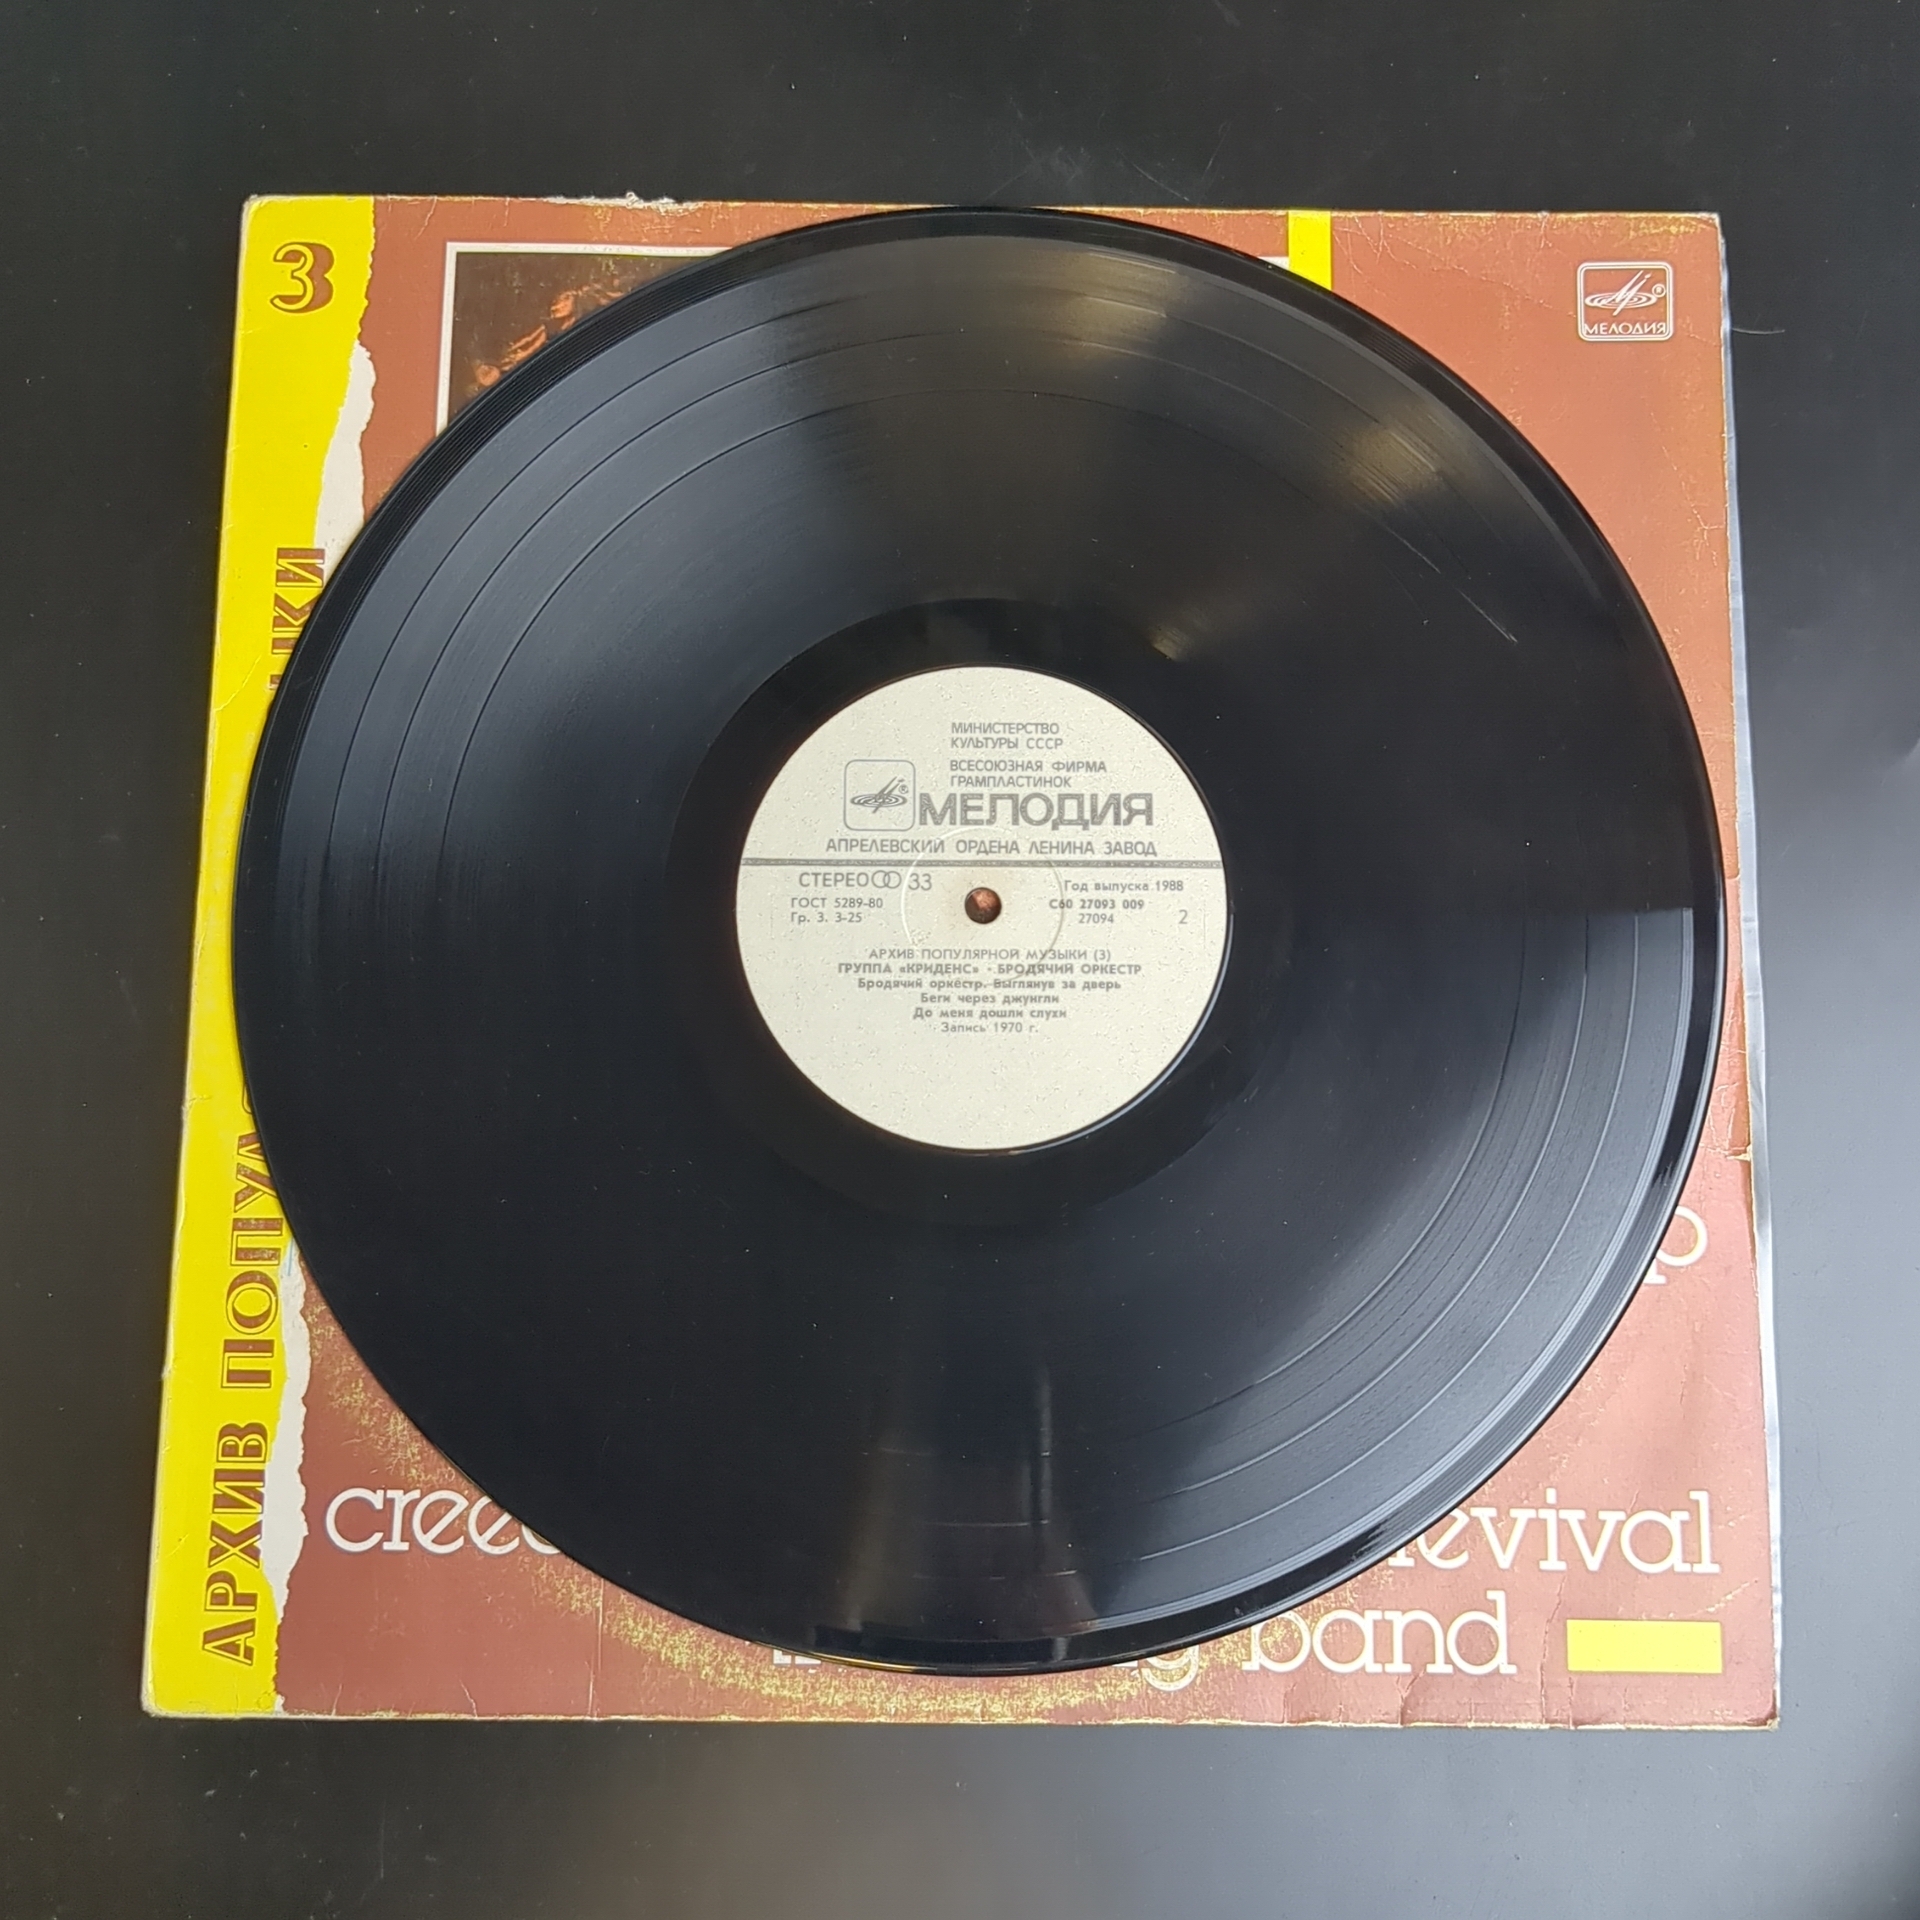 3
МЕЛОДИЯ
АРХИВ ПОПУЛ
МИНИСТЕРСТВО
КУЛЬТУРЫ СССР
ВСЕСОЮЗНАЯ ФИРМА
ГРАМПЛАСТИНОК
МЕЛОДИЯ
АПРЕЛЕВСКИЙ ОРДЕНА ЛЕНИНА ЗАВОД
СТЕРЕО 33
Год выпуска 1988
ГОСТ 5289-80
С60 27093 009
Гр. 3. 3-25
27094
2
АРХИВ ПОПУЛЯРНОЙ МУЗЫКИ (3)
ГРУППА «КРИДЕНС» · БРОДЯЧИЙ ОРКЕСТР
Бродячий оркестр. Выглянув за дверь
Беги через джунгли
До меня дошли слухи
Запись 1970 г.
revival
band